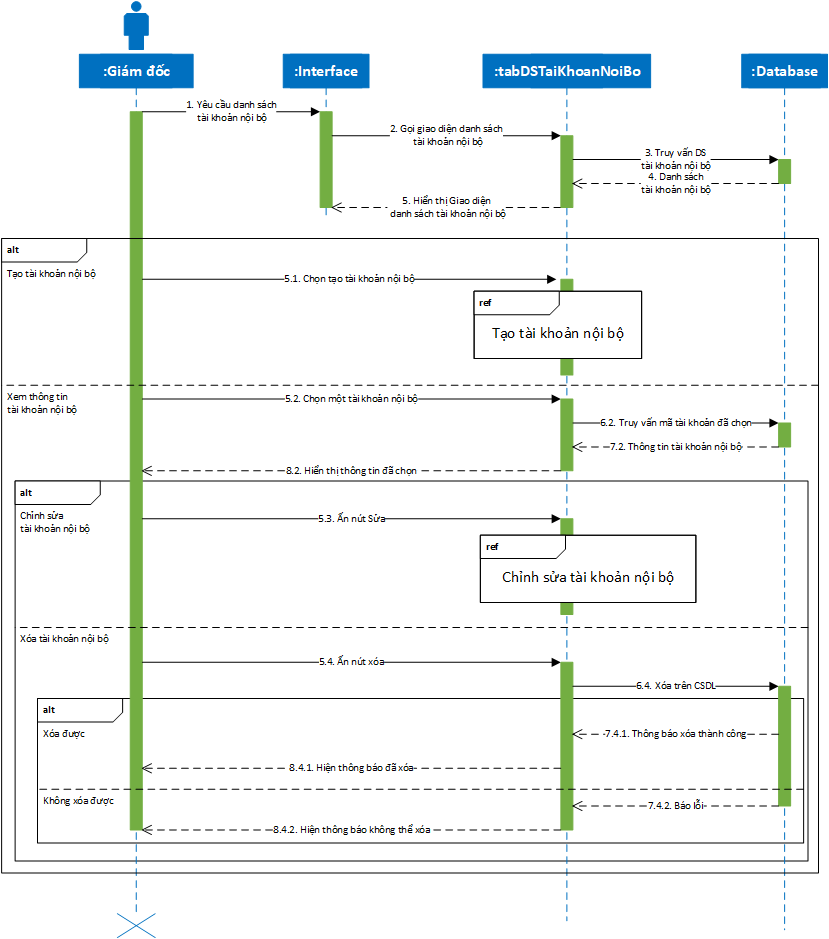 :Giám đốc
:Interface
:tabDSTaiKhoanNoiBo
:Database
1. Yêu cầu danh sách
tài khoản nội bộ
2. Gọi giao diện danh sách
tài khoản nội bộ
3. Truy vấn DS
tài khoản nội bộ
4. Danh sách
tài khoản nội bộ
5. Hiển thị Giao diện
danh sách tài khoản nội bộ
alt
Tạo tài khoản nội bộ
5.1. Chọn tạo tài khoản nội bộ
ref
Tạo tài khoản nội bộ
Xem thông tin
tài khoản nội bộ
5.2. Chọn một tài khoản nội bộ
6.2. Truy vấn mã tài khoản đã chọn
7.2. Thông tin tài khoản nội bộ
8.2. Hiển thị thông tin đã chọn
alt
Chỉnh sửa
tài khoản nội bộ
5.3. Ấn nút Sửa
ref
Chỉnh sửa tài khoản nội bộ
Xóa tài khoản nội bộ
5.4. Ấn nút xóa
6.4. Xóa trên CSDL
alt
Xóa được
7.4.1. Thông báo xóa thành công
8.4.1. Hiện thông báo đã xóa
Không xóa được
7.4.2. Báo lỗi
8.4.2. Hiện thông báo không thể xóa